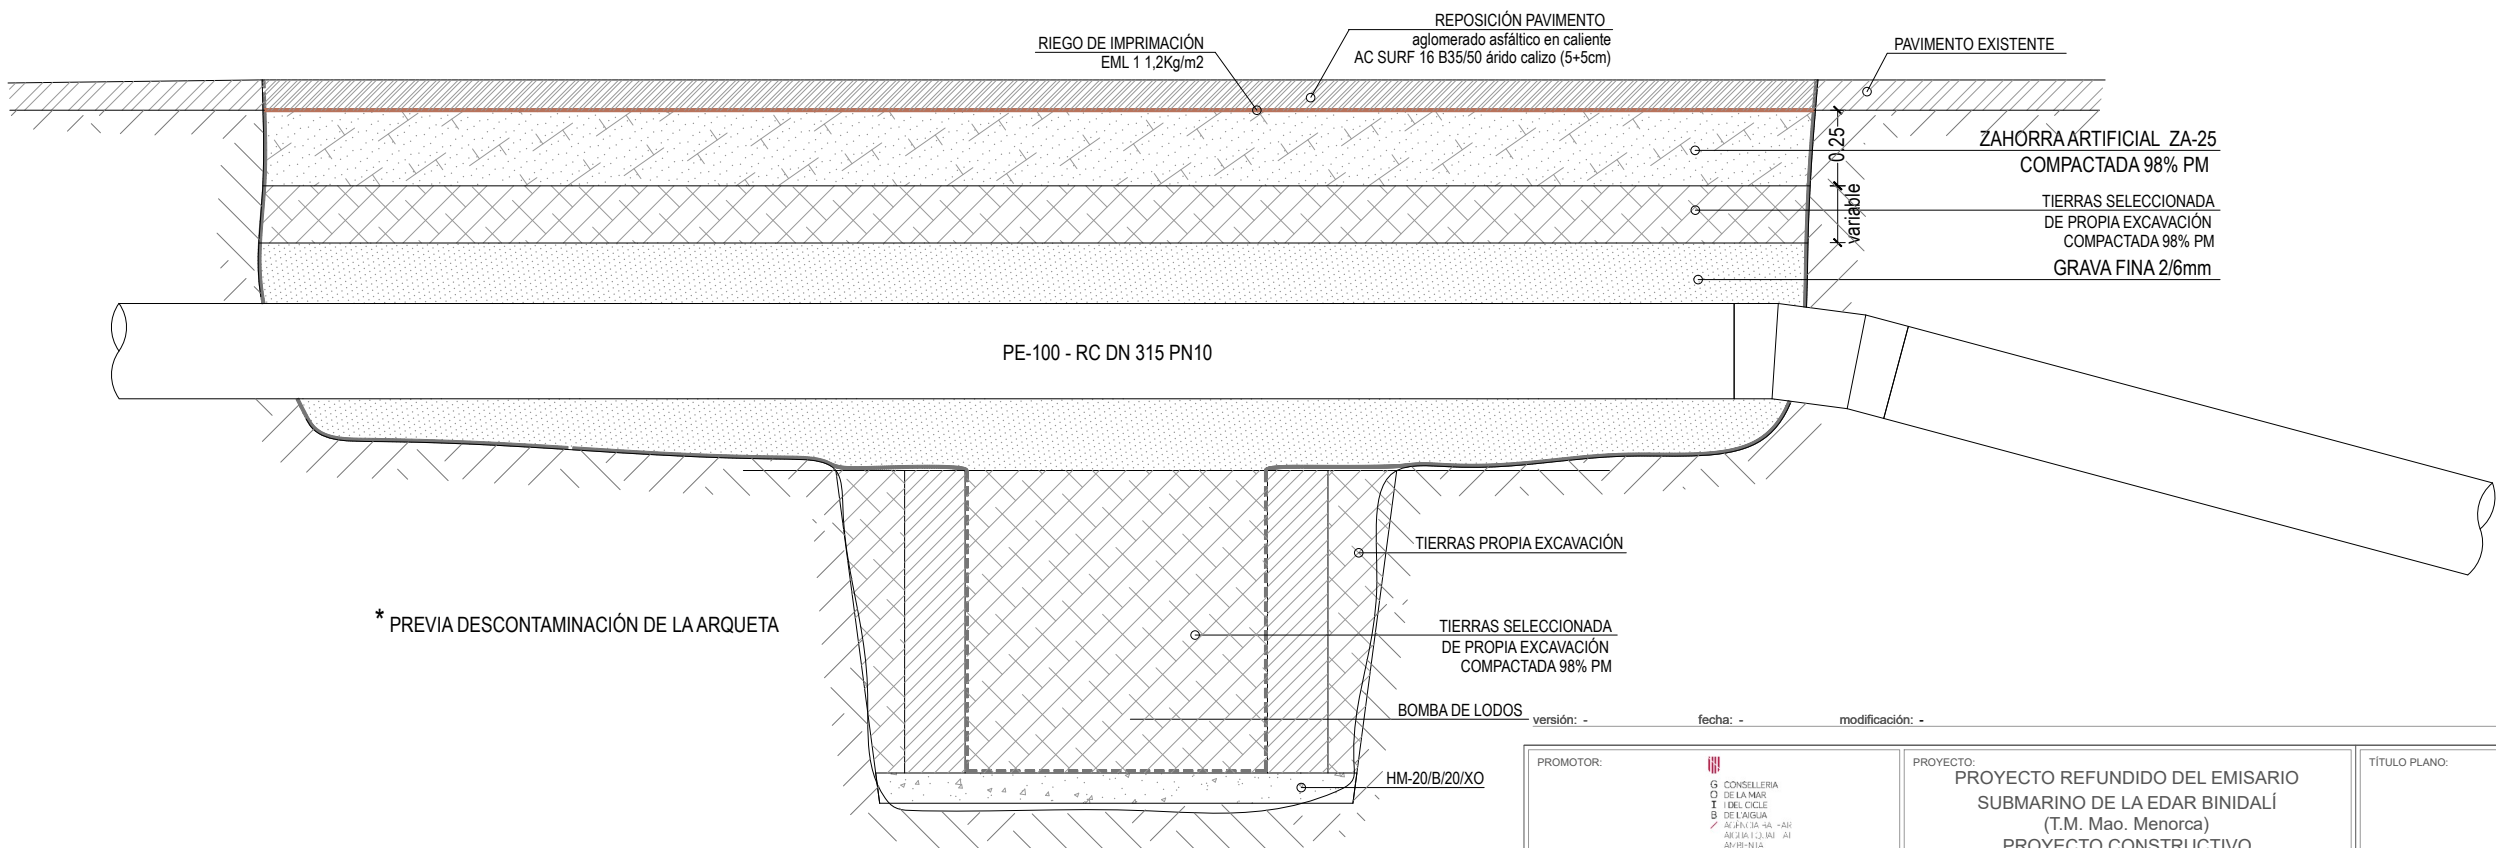 REPOSICIÓN PAVIMENTO
aglomerado asfáltico en caliente
AC SURF 16 B35/50 árido calizo (5+5cm)
RIEGO DE IMPRIMACIÓN
EML 1 1,2Kg/m2
PAVIMENTO EXISTENTE
0.25
variable
ZAHORRA ARTIFICIAL ZA-25
COMPACTADA 98% PM
TIERRAS SELECCIONADA
DE PROPIA EXCAVACIÓN
COMPACTADA 98% PM
GRAVA FINA 2/6mm
PE-100 - RC DN 315 PN10
TIERRAS PROPIA EXCAVACIÓN
* PREVIA DESCONTAMINACIÓN DE LA ARQUETA
TIERRAS SELECCIONADA
DE PROPIA EXCAVACIÓN
COMPACTADA 98% PM
BOMBA DE LODOS
HM-20/B/20/XO
versión: - fecha: - modificación: -
PROMOTOR:
G CONSELLERIA
O DE LA MAR
I I DEL CICLE
B DE L'AIGUA
PROYECTO:
PROYECTO REFUNDIDO DEL EMISARIO
SUBMARINO DE LA EDAR BINIDALÍ
(T.M. Mao. Menorca)
PROYECTO CONSTRUCTIVO
TÍTULO PLANO: